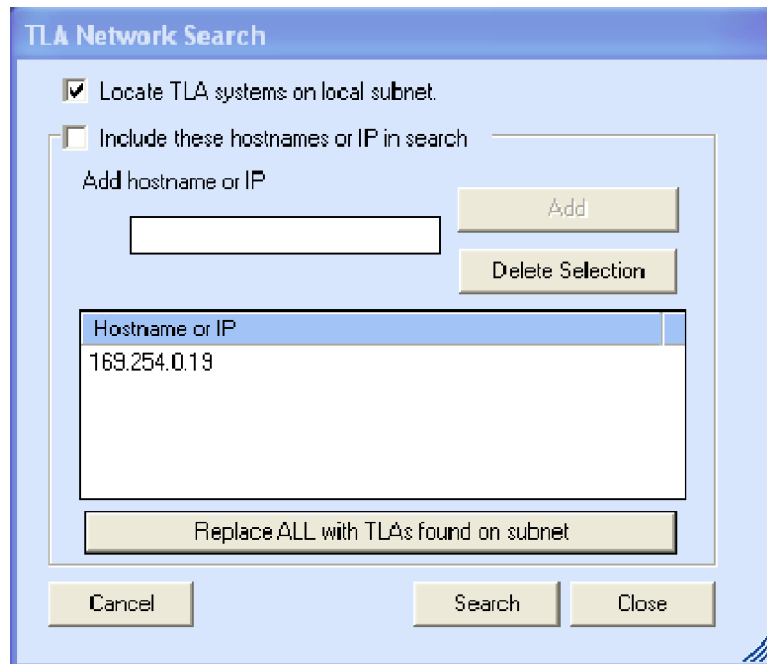 TLA Network Search
Locate TLA systems on local subnet.
Include these hostnames or IP in search
Add hostname or IP
Add
Delete Selection
Hostname or IP
169.254.0.19
Replace ALL with TLAs found on subnet
Cancel
Search
Close